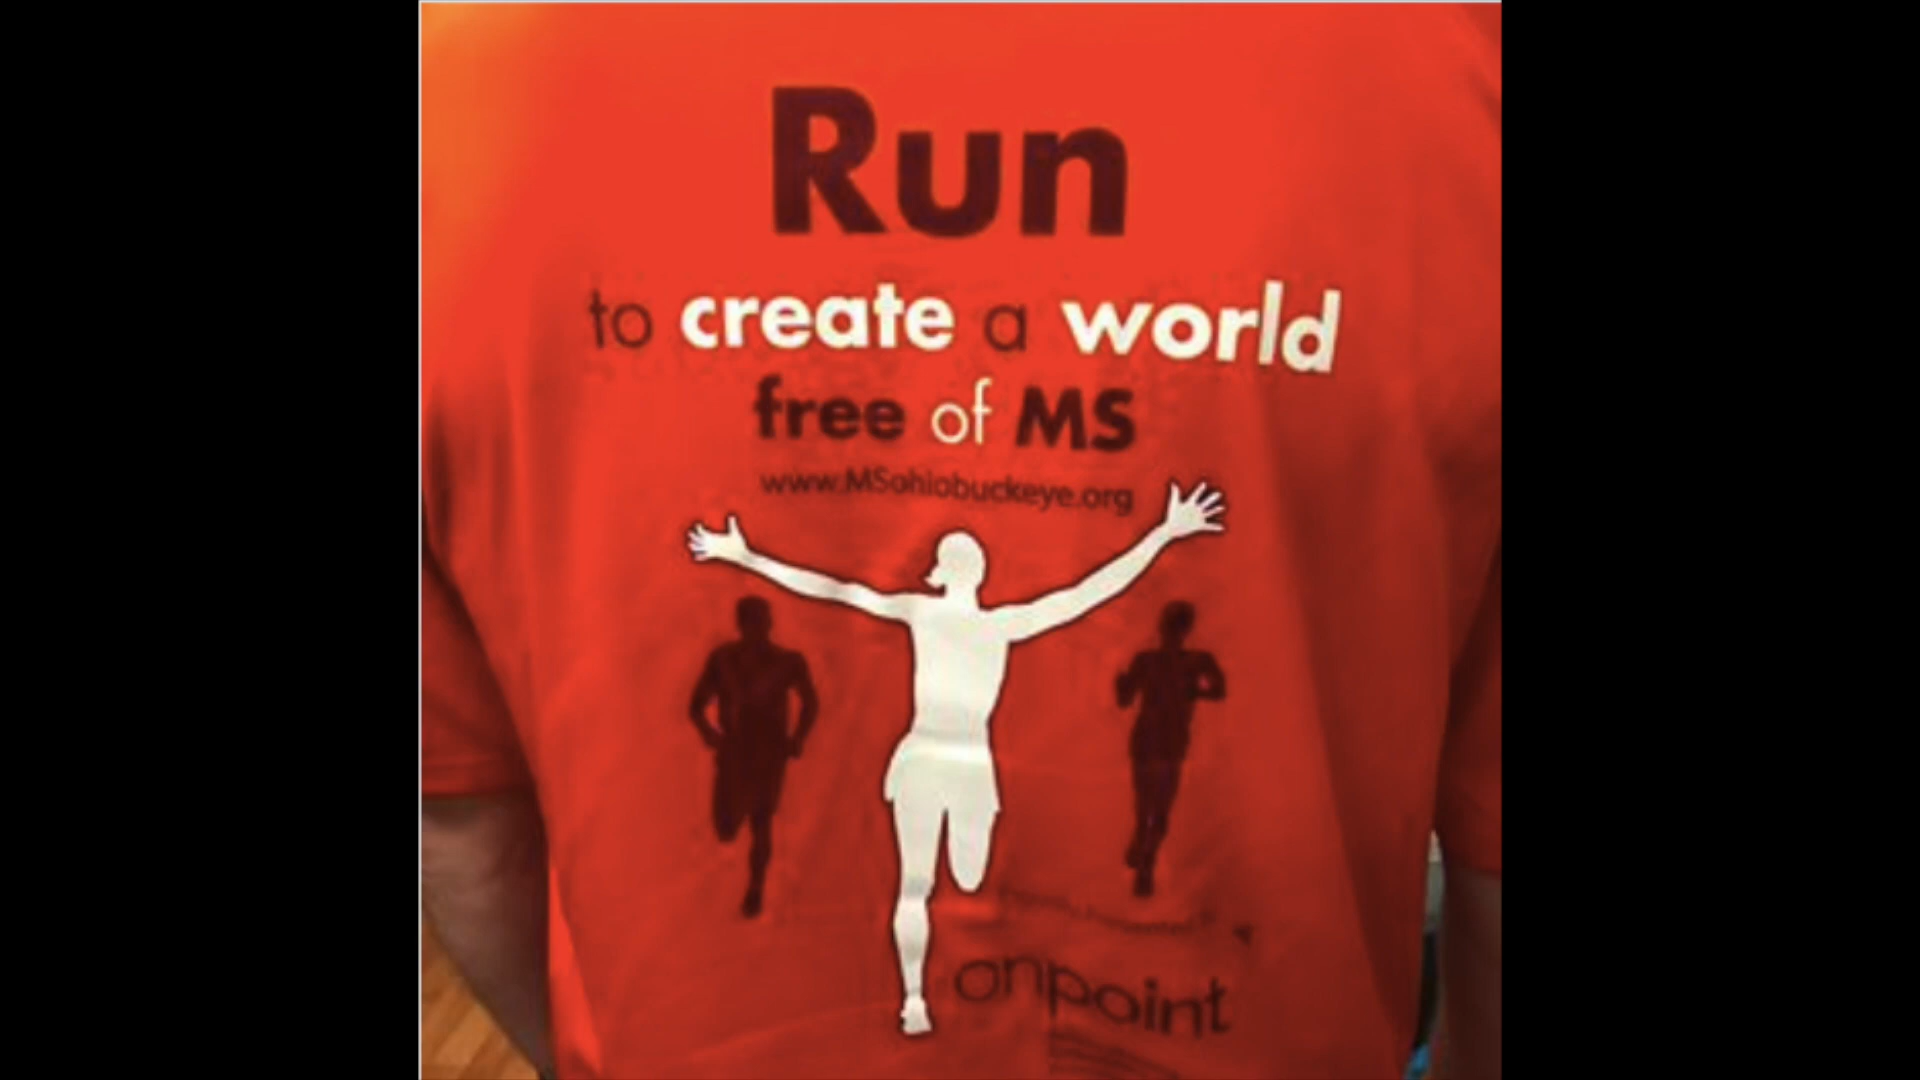 Run
to create a world
free of MS
www.MSohiobuckeye.org
onpoint